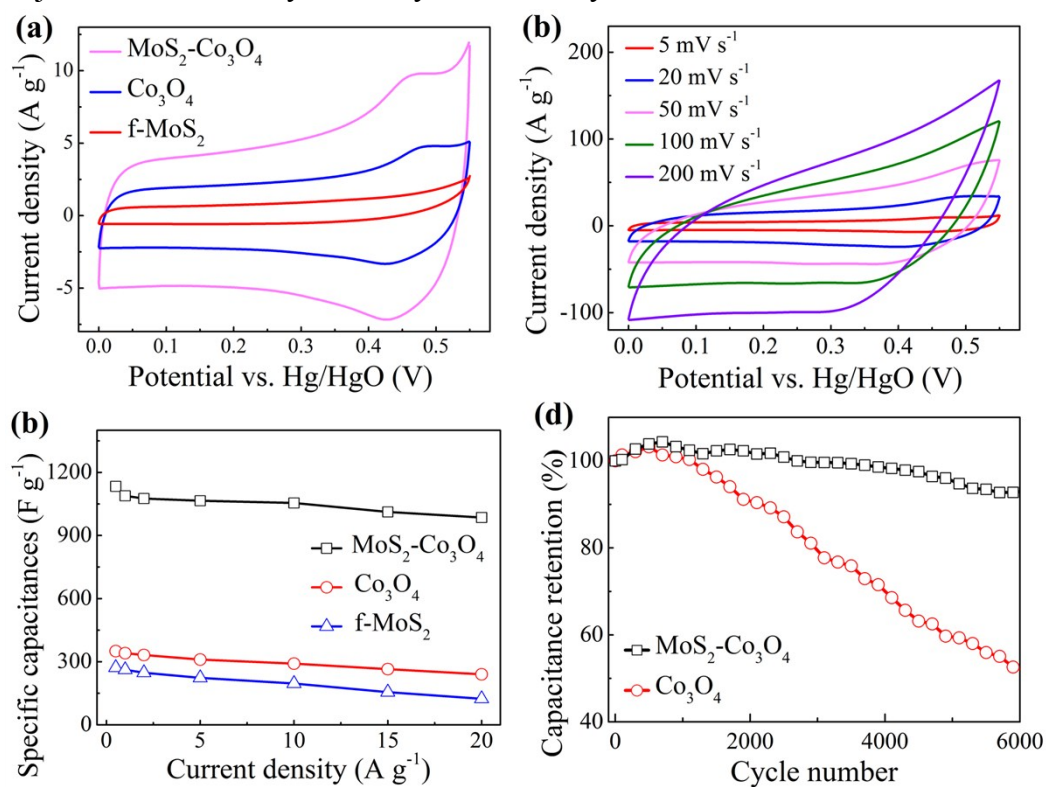 (a)
MoS₂-Co₃O₄
Co₃O₄
f-MoS₂
10
5
0
-5
0.0 0.1 0.2 0.3 0.4 0.5
Current density (A g⁻¹)
Potential vs. Hg/HgO (V)
(b)
5 mV s⁻¹
20 mV s⁻¹
50 mV s⁻¹
100 mV s⁻¹
200 mV s⁻¹
200
100
0
-100
0.0 0.1 0.2 0.3 0.4 0.5
Current density (A g⁻¹)
Potential vs. Hg/HgO (V)
(b)
1200
900
600
300
0
MoS₂-Co₃O₄
Co₃O₄
f-MoS₂
0 5 10 15 20
Specific capacitances (F g⁻¹)
Current density (A g⁻¹)
(d)
100
80
60
40
MoS₂-Co₃O₄
Co₃O₄
0 2000 4000 6000
Capacitance retention (%)
Cycle number